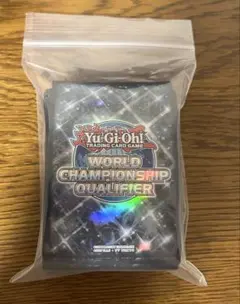 Yu-Gi-Oh!
TRADING CARD GAME
WORLD
CHAMPIONSHIP
QUALIFIER